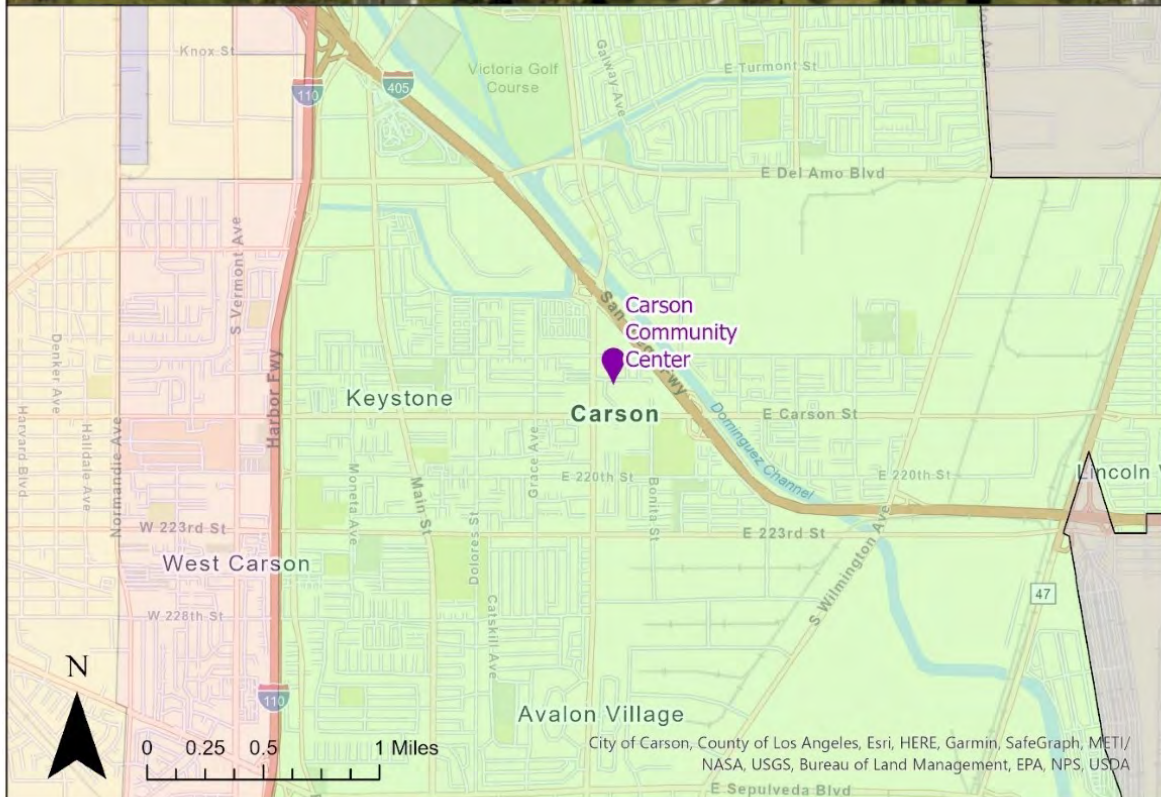 Knox St
110
405
Victoria Golf
Course
Galway Ave
E Turmont St
Ave
E Del Amo Blvd
S Vermont Ave
Carson
Community
Center
Denker Ave
Harvard Blvd
Halldale Ave
Normandie Ave
Harbor Fwy
Keystone
Carson
E Carson St
Dominguez Channel
Grace Ave
E 220th St
Bonita St
E 220th St
Lincoln
Moneta Ave
Main St
W 223rd St
E 223rd St
West Carson
Dolores St
S Wilmington Ave
47
W 228th St
Catskill Ave
N
110
Avalon Village
0 0.25 0.5 1 Miles
City of Carson, County of Los Angeles, Esri, HERE, Garmin, SafeGraph, METI/
NASA, USGS, Bureau of Land Management, EPA, NPS, USDA
E Sepulveda Blvd